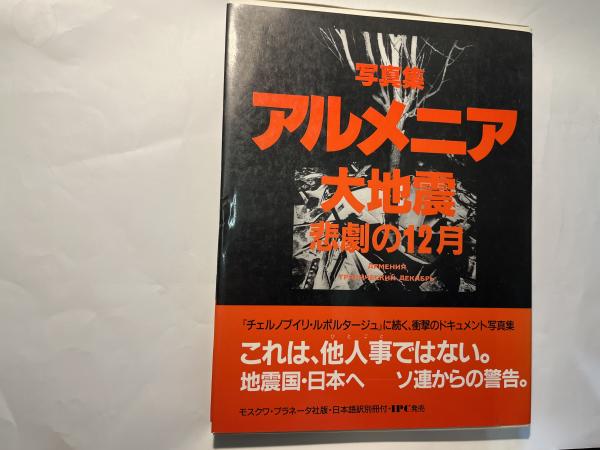 写真集
アルメニア
大地震
悲劇の12月
АРМЕНИЯ,
ТРАГИЧЕСКИЙ ДЕКАБРЬ
『チェルノブイリ・ルポルタージュ』に続く、衝撃のドキュメント写真集
ひとごと
これは、他人事ではない。
地震国・日本へ──ソ連からの警告。
モスクワ・プラネータ社版・日本語訳別冊付・IPC発売